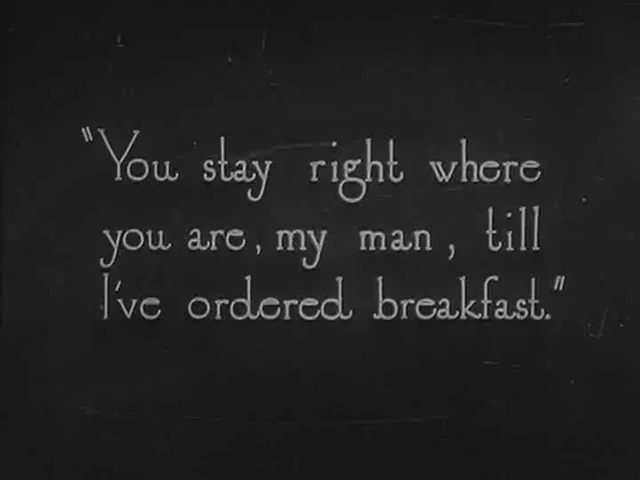 "You stay right where
you are, my man, till
I've ordered breakfast."